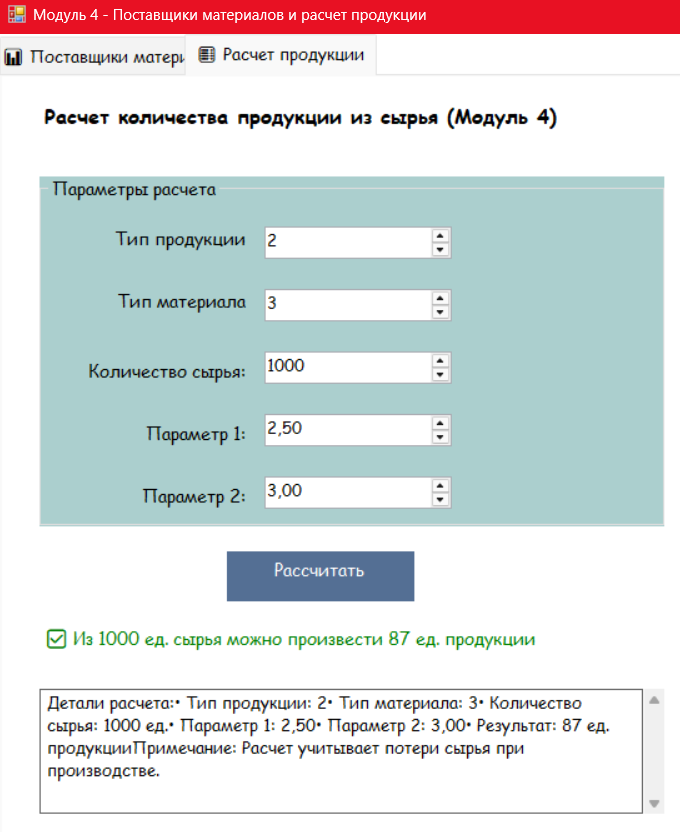 Модуль 4 - Поставщики материалов и расчет продукции
Поставщики матери
Расчет продукции
Расчет количества продукции из сырья (Модуль 4)
Параметры расчета
Тип продукции 2
Тип материала 3
Количество сырья: 1000
Параметр 1: 2,50
Параметр 2: 3,00
Рассчитать
Из 1000 ед. сырья можно произвести 87 ед. продукции
Детали расчета:• Тип продукции: 2• Тип материала: 3• Количество
сырья: 1000 ед.• Параметр 1: 2,50• Параметр 2: 3,00• Результат: 87 ед.
продукцииПримечание: Расчет учитывает потери сырья при
производстве.